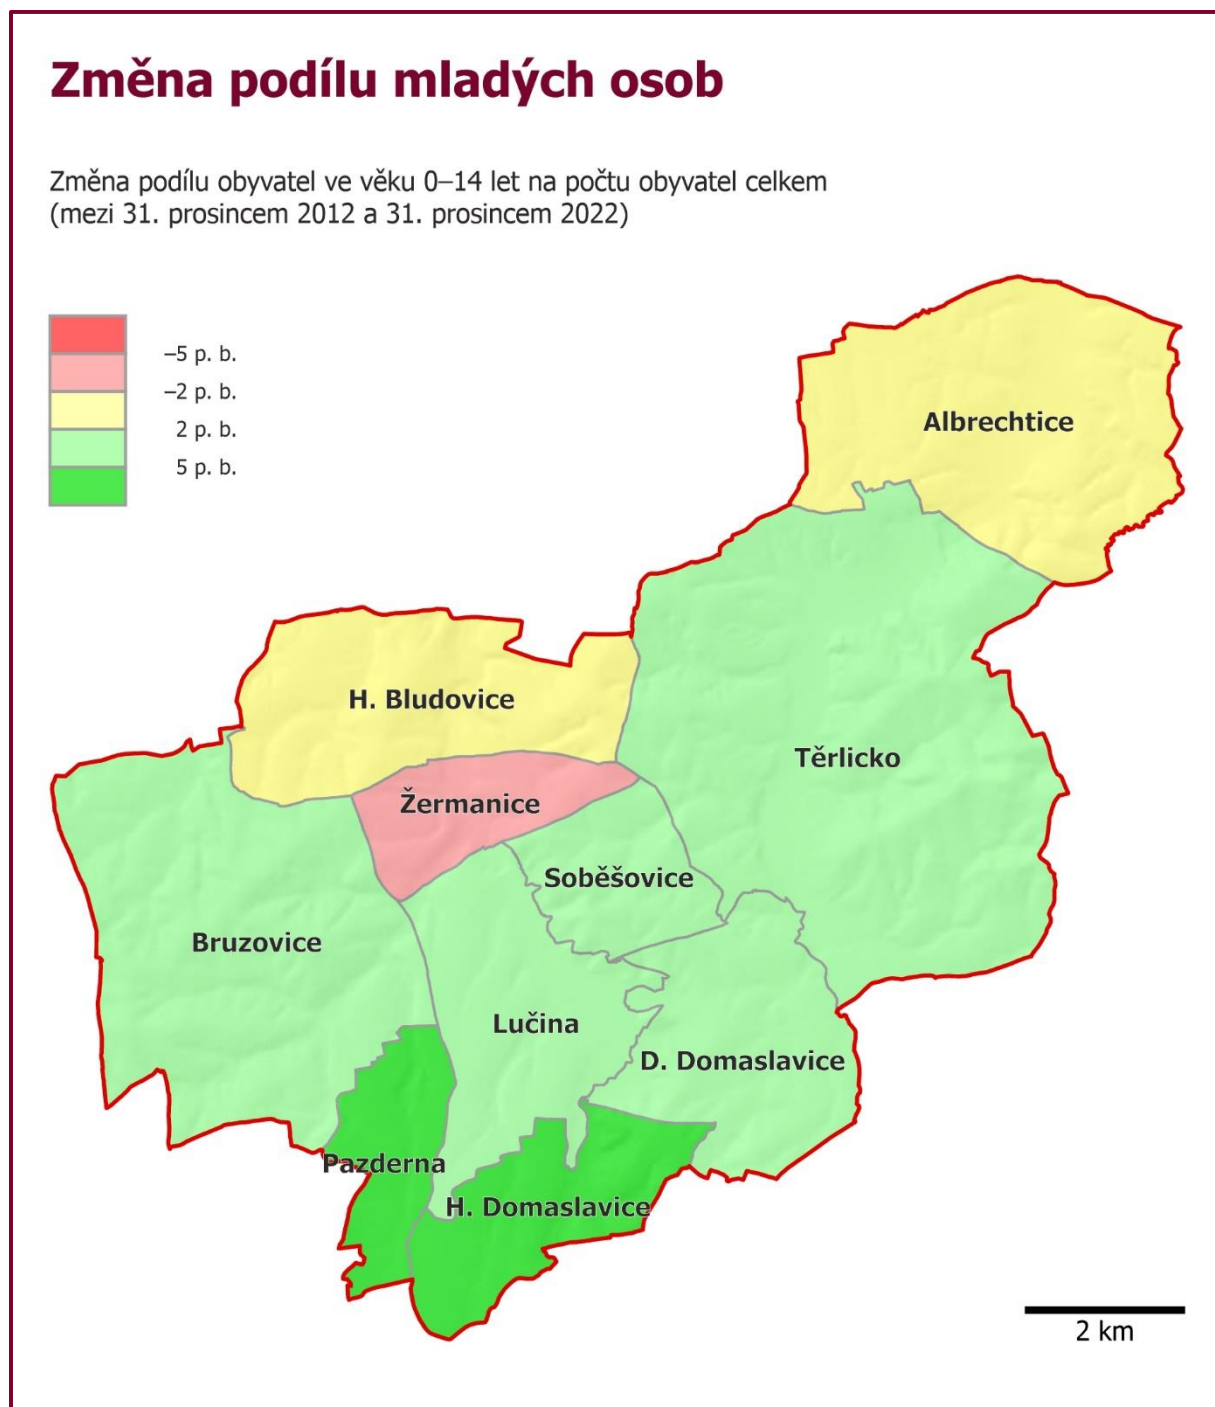 Změna podílu mladých osob
Změna podílu obyvatel ve věku 0–14 let na počtu obyvatel celkem
(mezi 31. prosincem 2012 a 31. prosincem 2022)
–5 p. b.
–2 p. b.
2 p. b.
5 p. b.
Albrechtice
H. Bludovice
Těrlicko
Žermanice
Soběšovice
Bruzovice
Lučina
D. Domaslavice
Pazderna
H. Domaslavice
2 km